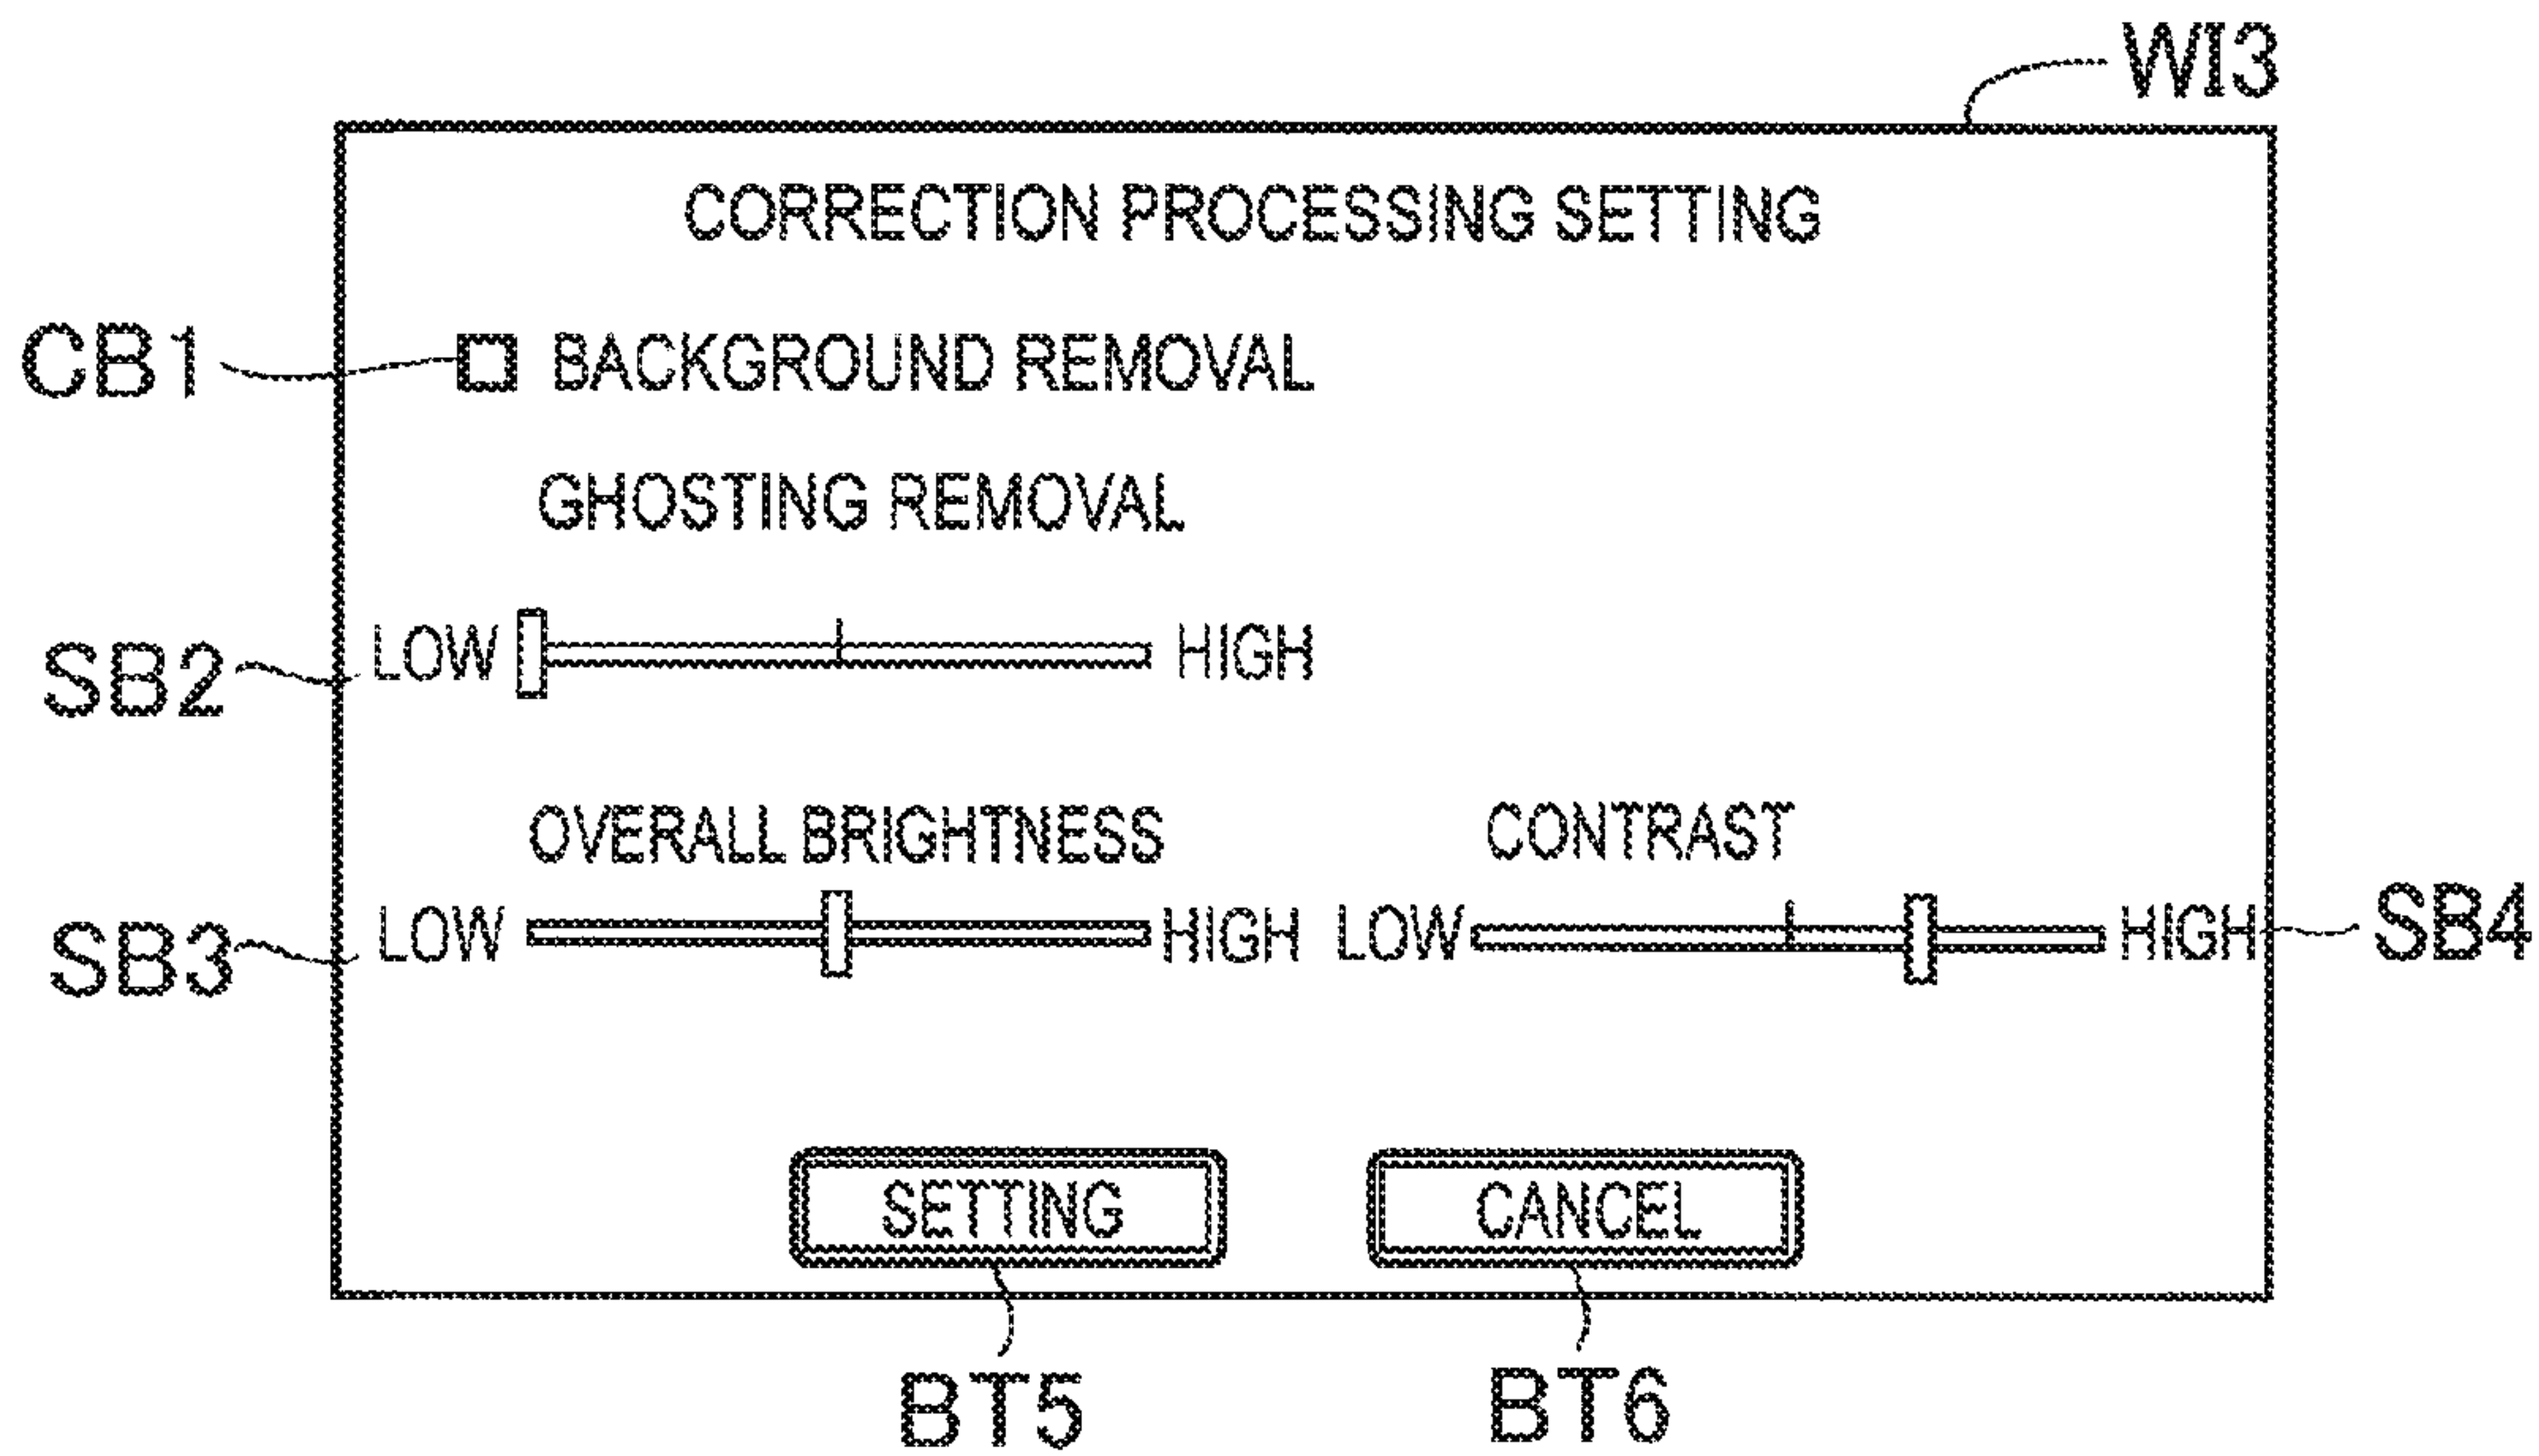 WI3
CORRECTION PROCESSING SETTING
CB1 BACKGROUND REMOVAL
GHOSTING REMOVAL
SB2 LOW HIGH
OVERALL BRIGHTNESS CONTRAST
SB3 LOW HIGH LOW HIGH SB4
SETTING CANCEL
BT5 BT6